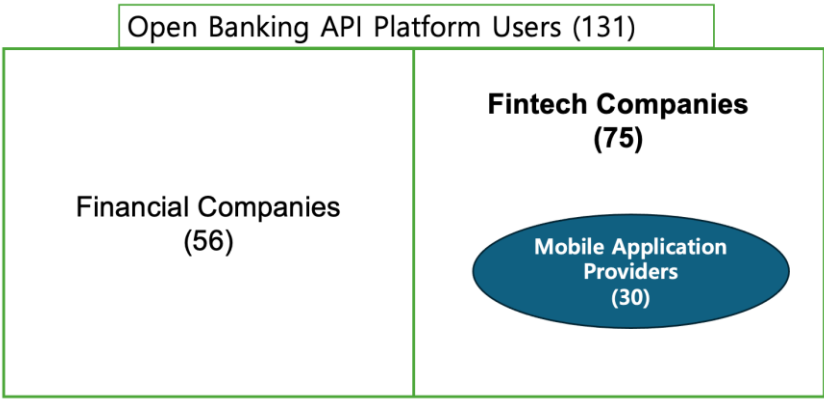 Open Banking API Platform Users (131)
Financial Companies
(56)
Fintech Companies
(75)
Mobile Application
Providers
(30)